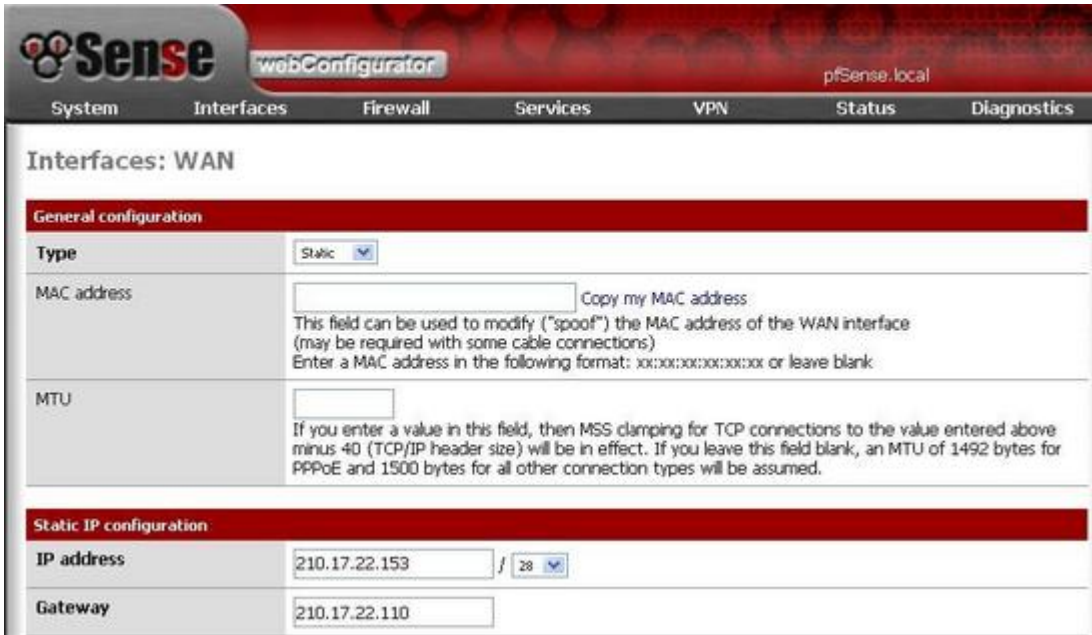 Sense
webConfigurator
pfSense.local
System Interfaces Firewall Services VPN Status Diagnostics
Interfaces: WAN
General configuration
Type Static
MAC address Copy my MAC address
This field can be used to modify ("spoof") the MAC address of the WAN interface
(may be required with some cable connections)
Enter a MAC address in the following format: xx:xx:xx:xx:xx:xx or leave blank
MTU
If you enter a value in this field, then MSS clamping for TCP connections to the value entered above
minus 40 (TCP/IP header size) will be in effect. If you leave this field blank, an MTU of 1492 bytes for
PPPoE and 1500 bytes for all other connection types will be assumed.
Static IP configuration
IP address 210.17.22.153 / 28
Gateway 210.17.22.110